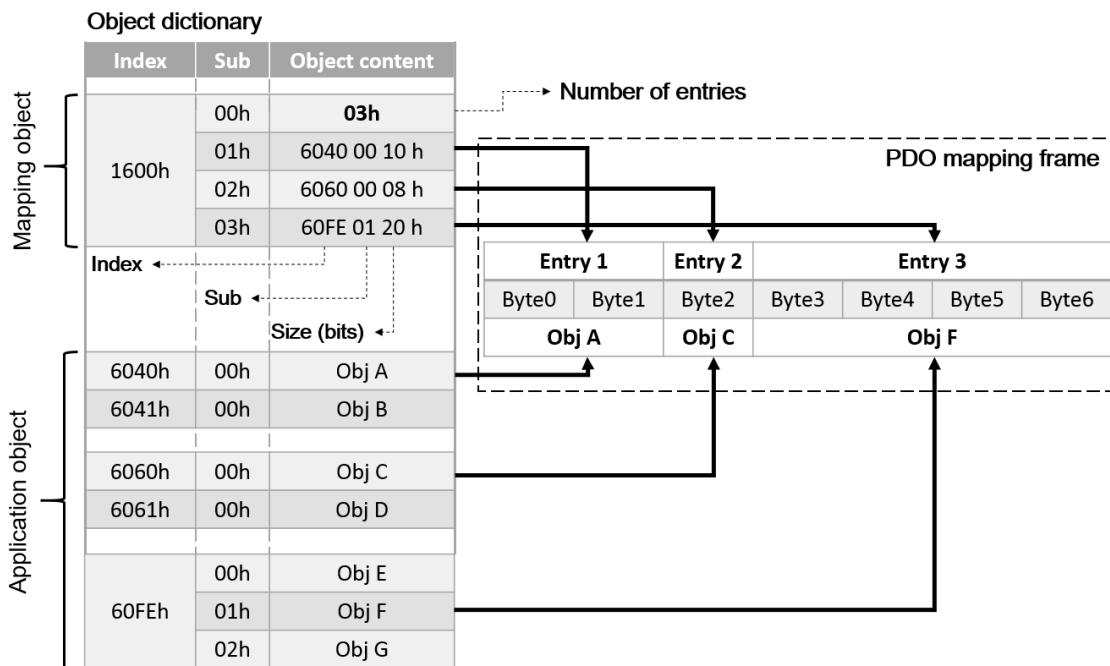 Object dictionary
Index Sub Object content
Mapping object
1600h
00h 03h
Number of entries
01h 6040 00 10 h
02h 6060 00 08 h
03h 60FE 01 20 h
PDO mapping frame
Entry 1 Entry 2 Entry 3
Byte0 Byte1 Byte2 Byte3 Byte4 Byte5 Byte6
Obj A Obj C Obj F
Index
Sub
Size (bits)
Application object
6040h 00h Obj A
6041h 00h Obj B
6060h 00h Obj C
6061h 00h Obj D
60FEh
00h Obj E
01h Obj F
02h Obj G